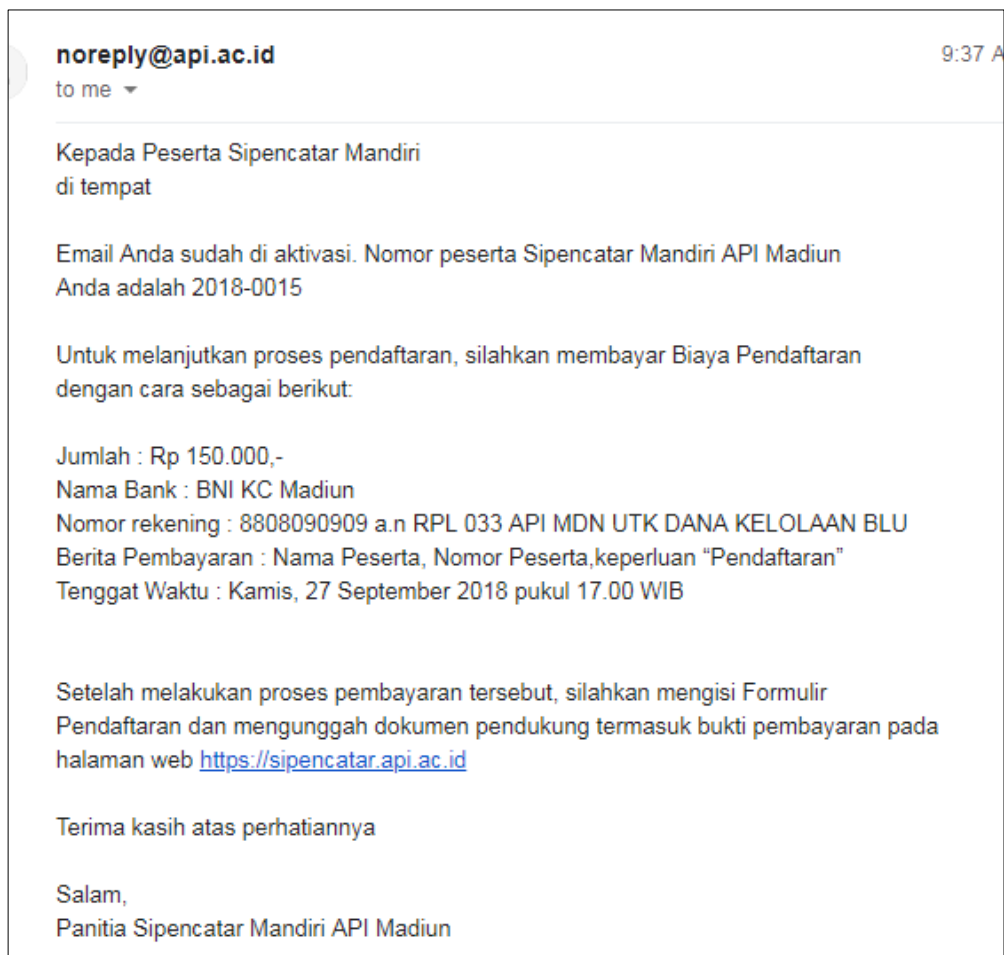 noreply@api.ac.id 9:37 A
to me
Kepada Peserta Sipencatar Mandiri
di tempat
Email Anda sudah di aktivasi. Nomor peserta Sipencatar Mandiri API Madiun
Anda adalah 2018-0015
Untuk melanjutkan proses pendaftaran, silahkan membayar Biaya Pendaftaran
dengan cara sebagai berikut:
Jumlah : Rp 150.000,-
Nama Bank : BNI KC Madiun
Nomor rekening : 8808090909 a.n RPL 033 API MDN UTK DANA KELOLAAN BLU
Berita Pembayaran : Nama Peserta, Nomor Peserta,keperluan “Pendaftaran”
Tenggat Waktu : Kamis, 27 September 2018 pukul 17.00 WIB
Setelah melakukan proses pembayaran tersebut, silahkan mengisi Formulir
Pendaftaran dan mengunggah dokumen pendukung termasuk bukti pembayaran pada
halaman web https://sipencatar.api.ac.id
Terima kasih atas perhatiannya
Salam,
Panitia Sipencatar Mandiri API Madiun